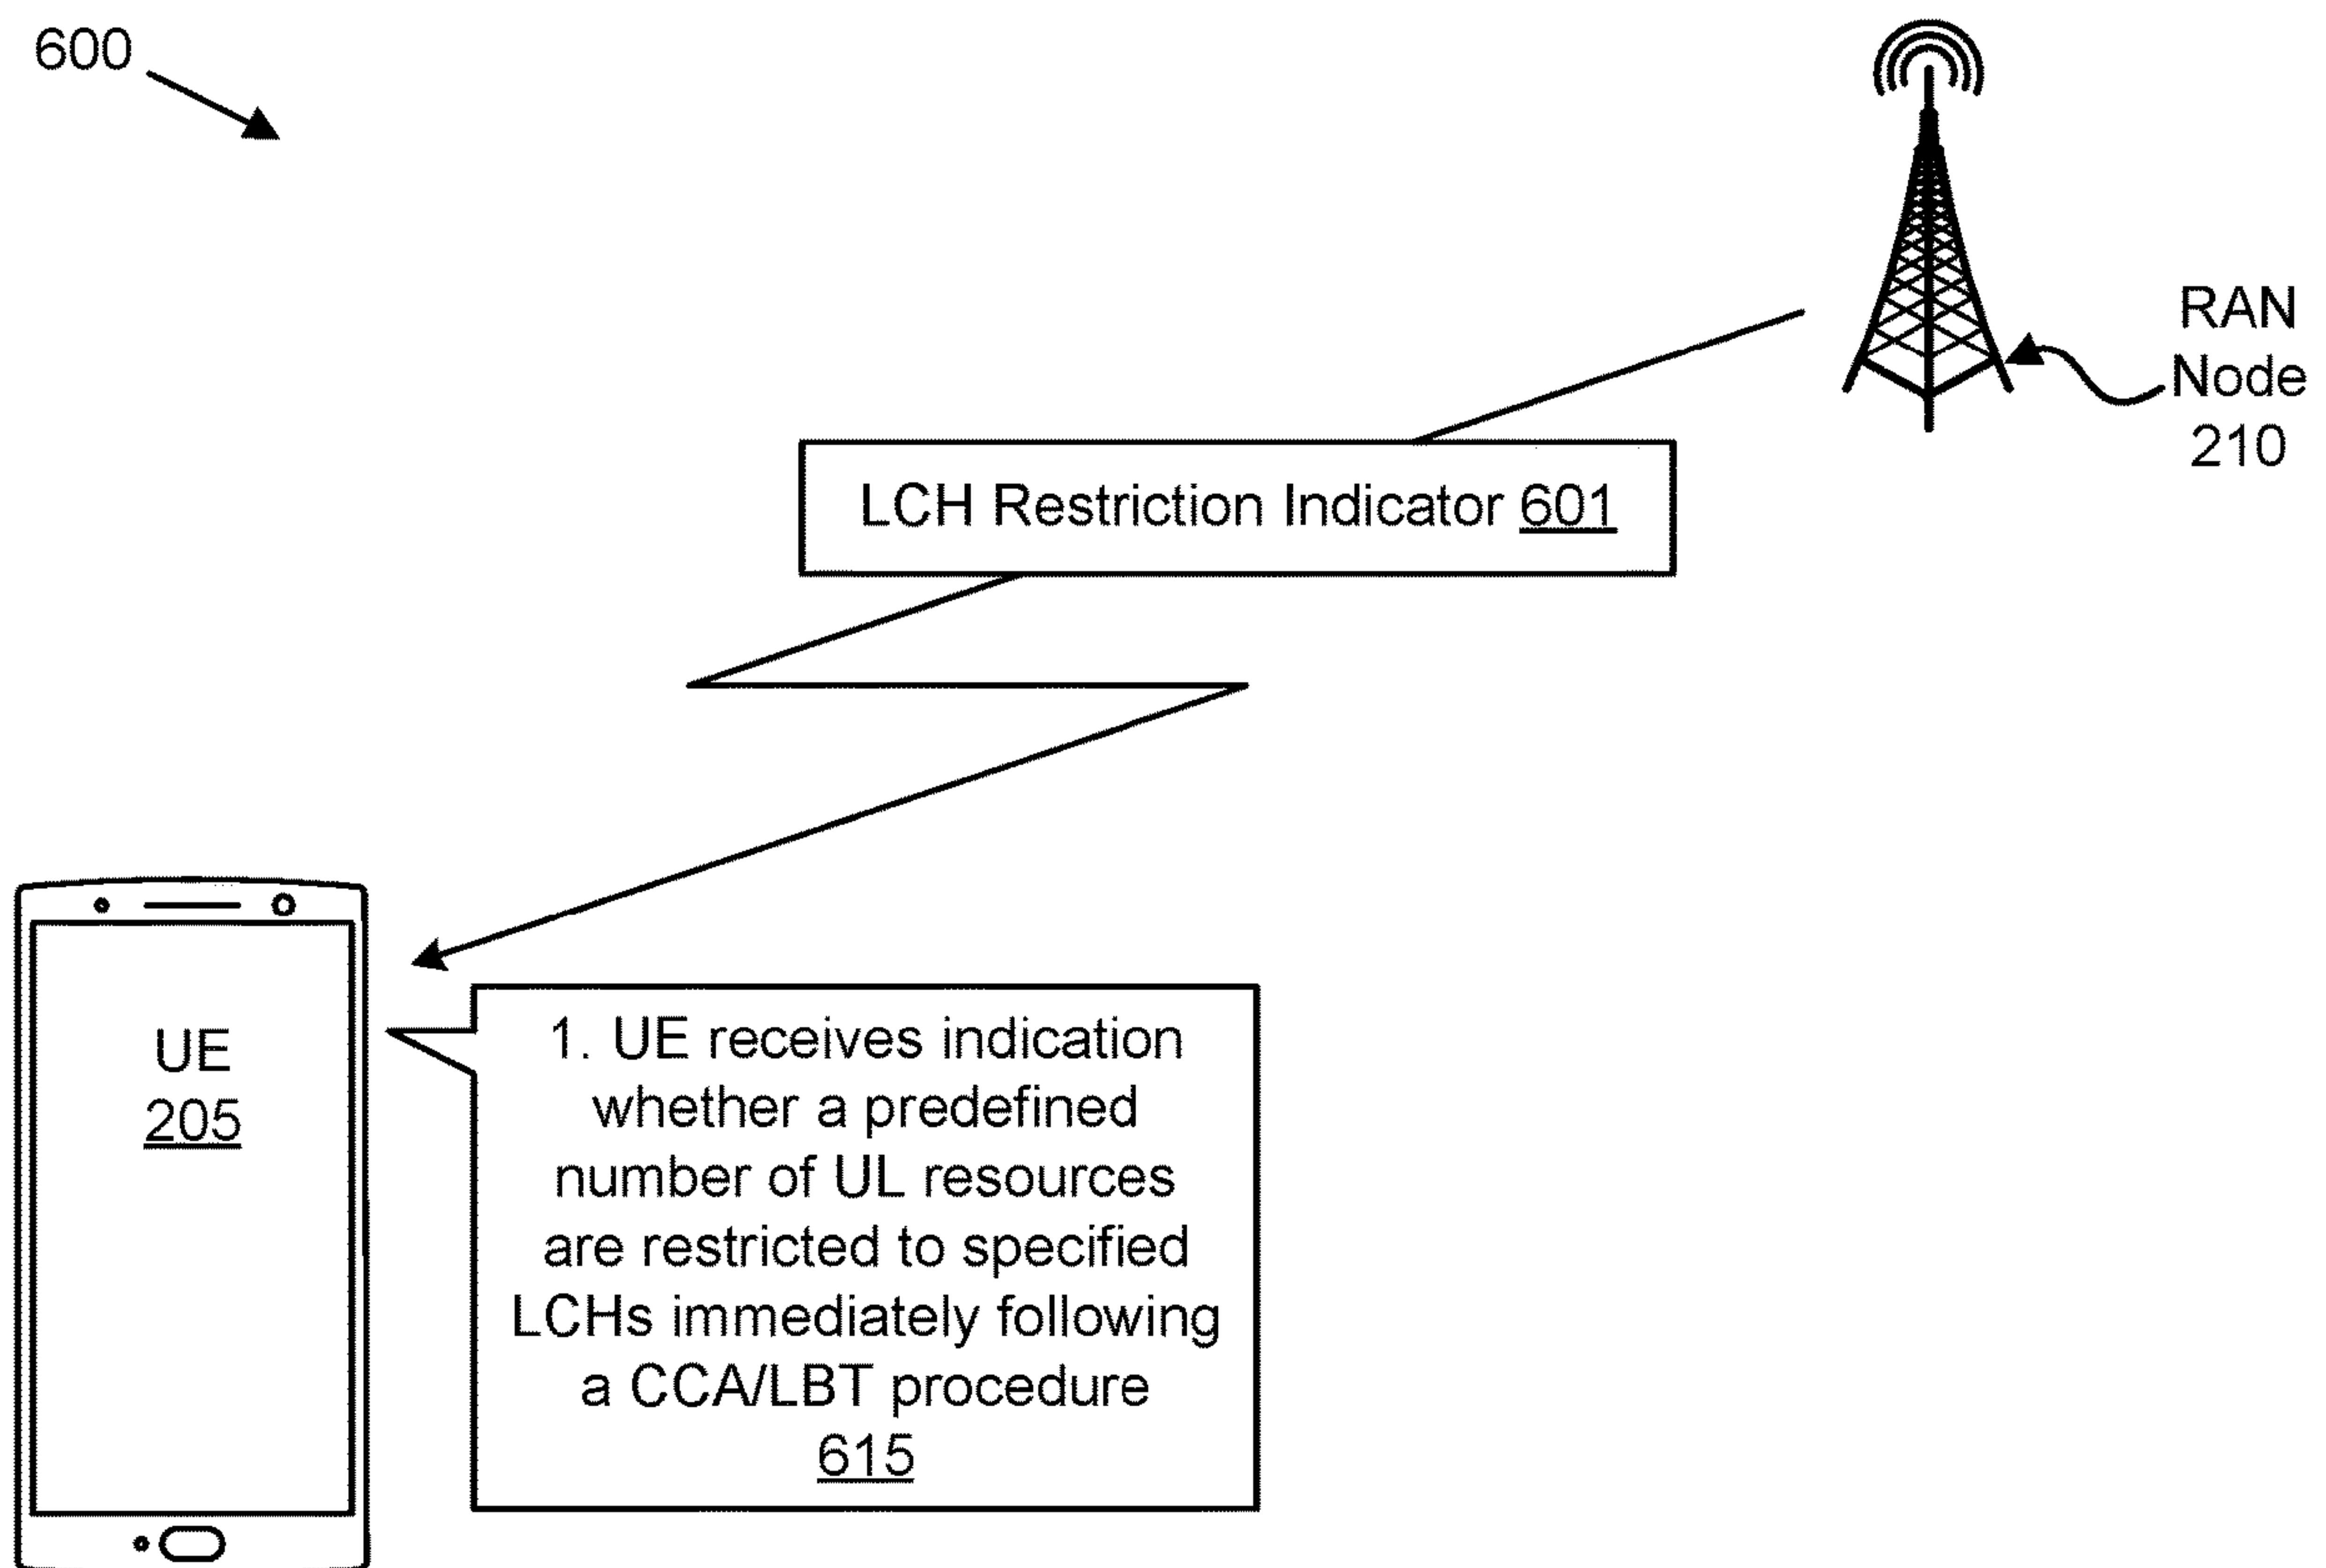 600
RAN
Node
210
LCH Restriction Indicator 601
UE
205
1. UE receives indication
whether a predefined
number of UL resources
are restricted to specified
LCHs immediately following
a CCA/LBT procedure
615